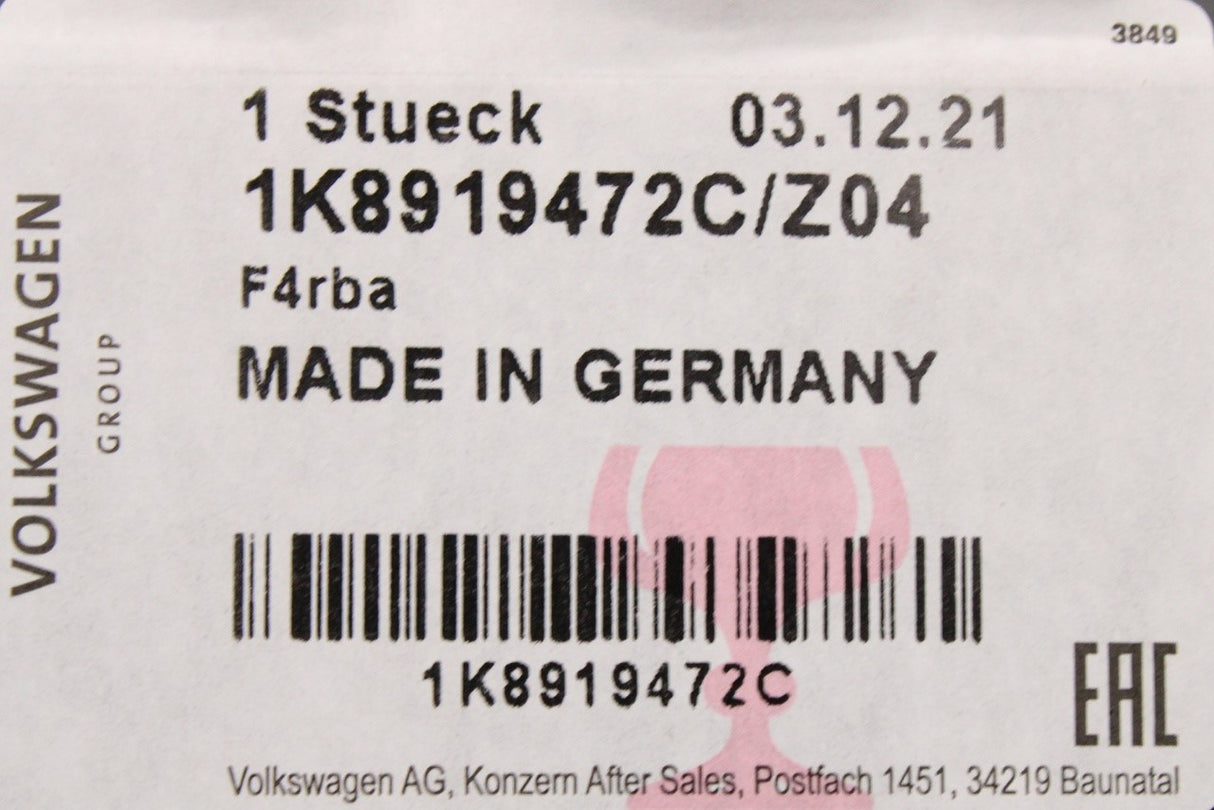 3849
1 Stueck 03.12.21
1K8919472C/Z04
F4rba
MADE IN GERMANY
VOLKSWAGEN
GROUP
1K8919472C
EAC
Volkswagen AG, Konzern After Sales, Postfach 1451, 34219 Baunatal